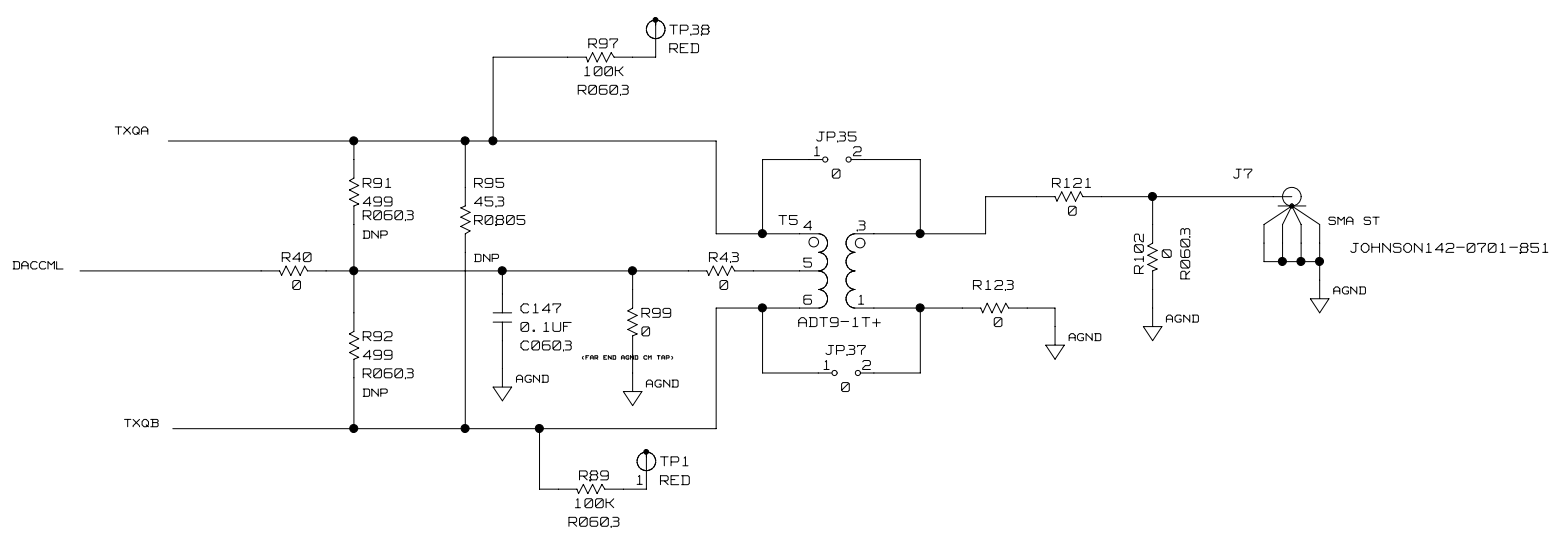 TP38
RED
R97
100K
R0603
TXQA
JP35
1 2
0
R91
499
R0603
DNP
R95
453
R0805
DNP
J7
R121
0
SMA ST
JOHNSON142-0701-851
T5
4
3
R102
0
R0603
DACCML
R40
0
R43
0
5
AGND
6
1
ADT9-1T+
R123
0
C147
0.1UF
C0603
R99
0
(FAR END AGND CM TAP)
AGND
AGND
R92
499
R0603
DNP
JP37
1 2
0
AGND
AGND
TXQB
TP1
1 RED
R89
100K
R0603